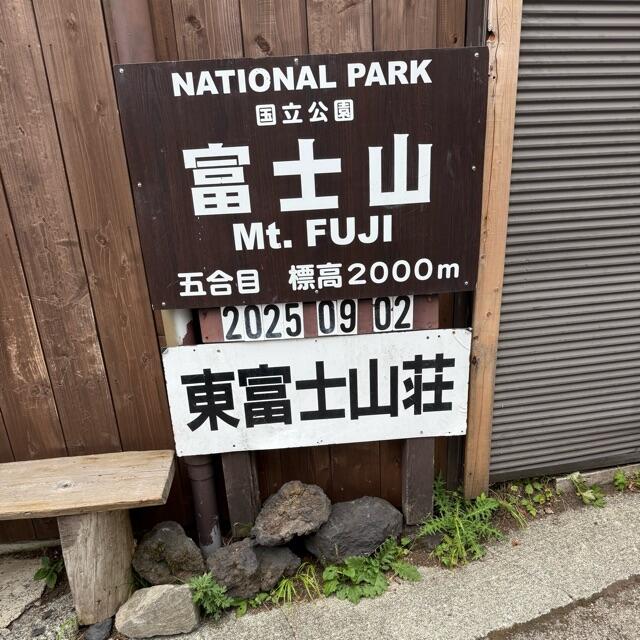 NATIONAL PARK
国立公園
富士山
Mt. FUJI
五合目 標高2000m
2025 09 02
東富士山荘